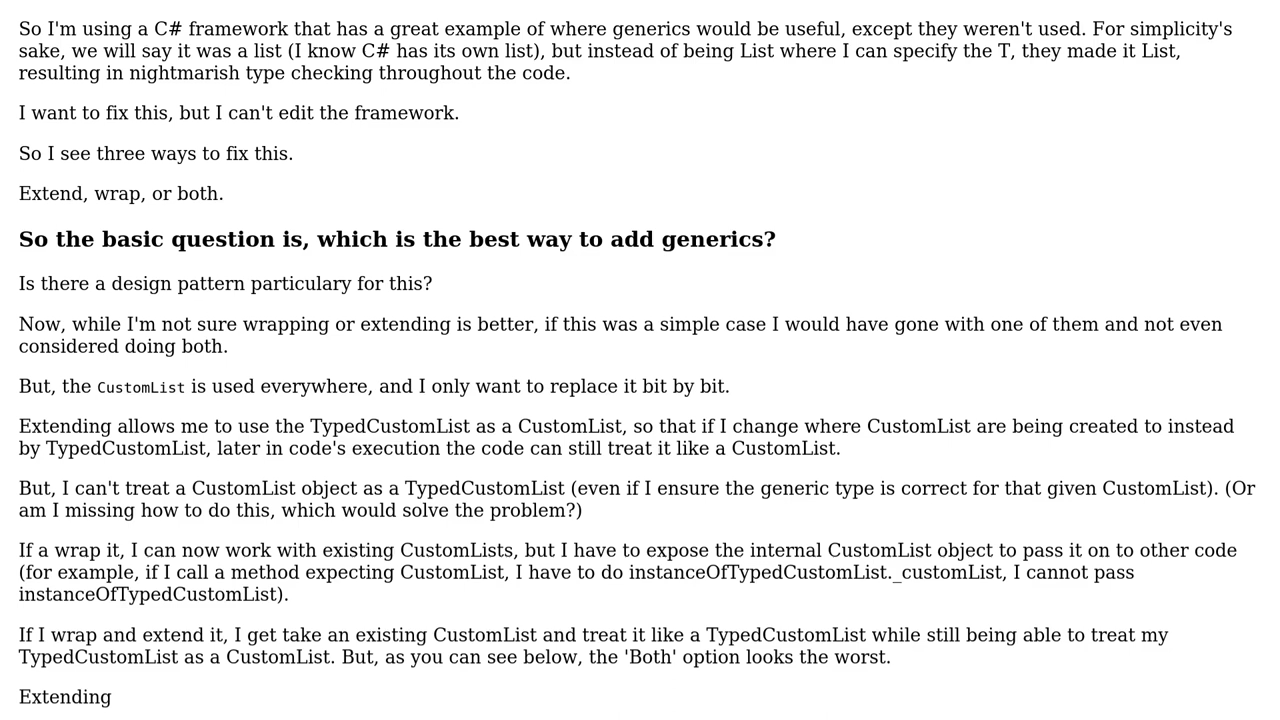 So I'm using a C# framework that has a great example of where generics would be useful, except they weren't used. For simplicity's
sake, we will say it was a list (I know C# has its own list), but instead of being List where I can specify the T, they made it List,
resulting in nightmarish type checking throughout the code.
I want to fix this, but I can't edit the framework.
So I see three ways to fix this.
Extend, wrap, or both.
So the basic question is, which is the best way to add generics?
Is there a design pattern particulary for this?
Now, while I'm not sure wrapping or extending is better, if this was a simple case I would have gone with one of them and not even
considered doing both.
But, the CustomList is used everywhere, and I only want to replace it bit by bit.
Extending allows me to use the TypedCustomList as a CustomList, so that if I change where CustomList are being created to instead
by TypedCustomList, later in code's execution the code can still treat it like a CustomList.
But, I can't treat a CustomList object as a TypedCustomList (even if I ensure the generic type is correct for that given CustomList). (Or
am I missing how to do this, which would solve the problem?)
If a wrap it, I can now work with existing CustomLists, but I have to expose the internal CustomList object to pass it on to other code
(for example, if I call a method expecting CustomList, I have to do instanceOfTypedCustomList._customList, I cannot pass
instanceOfTypedCustomList).
If I wrap and extend it, I get take an existing CustomList and treat it like a TypedCustomList while still being able to treat my
TypedCustomList as a CustomList. But, as you can see below, the 'Both' option looks the worst.
Extending